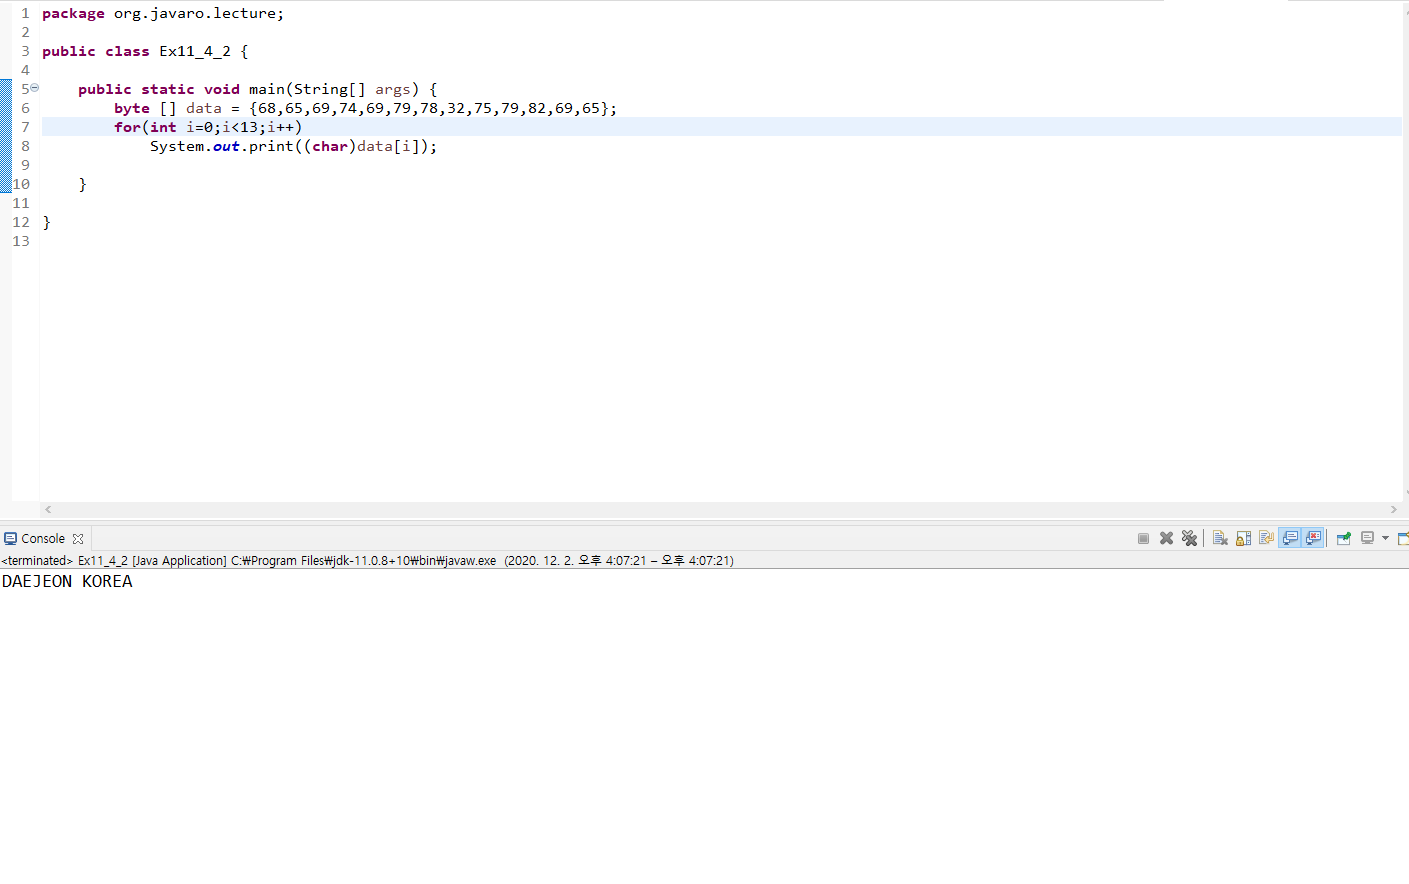 1 package org.javaro.lecture;
2
3 public class Ex11_4_2 {
4
5 public static void main(String[] args) {
6 byte [] data = {68,65,69,74,69,79,78,32,75,79,82,69,65};
7 for(int i=0;i<13;i++)
8 System.out.print((char)data[i]);
9
10 }
11
12 }
13
Console
<terminated> Ex11_4_2 [Java Application] C:₩Program Files₩jdk-11.0.8+10₩bin₩javaw.exe (2020. 12. 2. 오후 4:07:21 – 오후 4:07:21)
DAEJEON KOREA